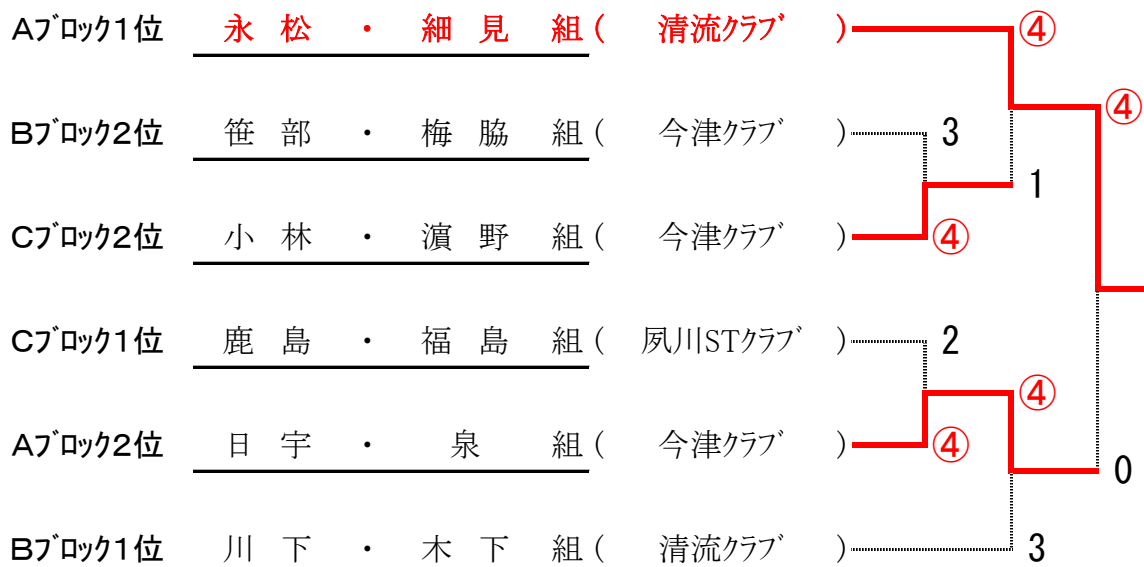 Aブロック1位 永松・細見組(清流クラブ) ④
④
Bブロック2位 笹部・梅脇組(今津クラブ) 3
1
Cブロック2位 小林・濵野組(今津クラブ) ④
Cブロック1位 鹿島・福島組(夙川STクラブ) 2
④
Aブロック2位 日宇・泉組(今津クラブ) ④
0
Bブロック1位 川下・木下組(清流クラブ) 3